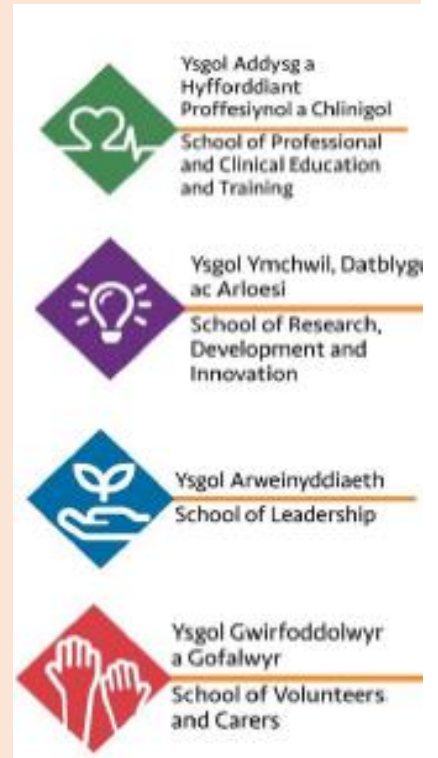 Ysgol Addysg a
Hyfforddiant
Proffesiynol a Chlinigol
School of Professional
and Clinical Education
and Training
Ysgol Ymchwil, Datblygu
ac Arloesi
School of Research,
Development and
Innovation
Ysgol Arweinyddiaeth
School of Leadership
Ysgol Gwirfoddolwyr
a Gofalwyr
School of Volunteers
and Carers